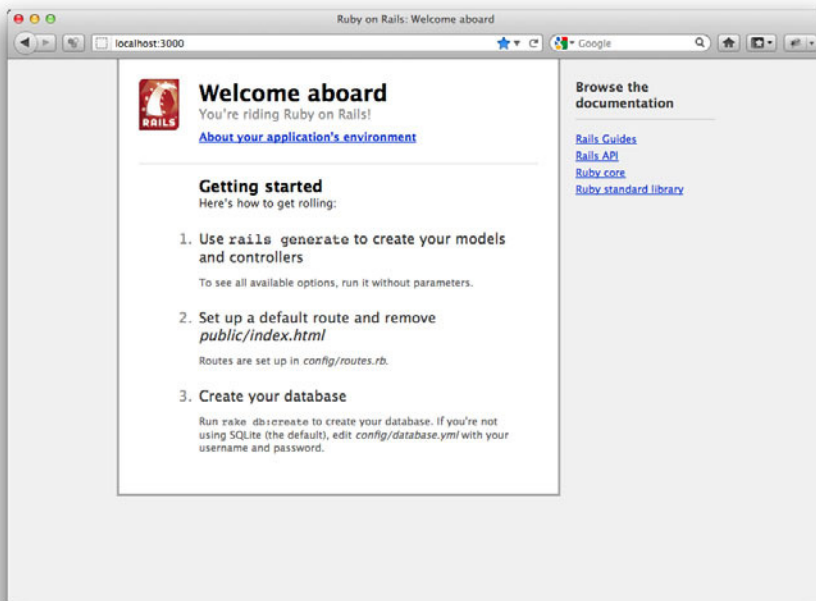 Ruby on Rails: Welcome aboard
localhost:3000
Google
RAILS
Welcome aboard
You're riding Ruby on Rails!
About your application's environment
Getting started
Here's how to get rolling:
1. Use rails generate to create your models
and controllers
To see all available options, run it without parameters.
2. Set up a default route and remove
public/index.html
Routes are set up in config/routes.rb.
3. Create your database
Run rake db:create to create your database. If you're not
using SQLite (the default), edit config/database.yml with your
username and password.
Browse the
documentation
Rails Guides
Rails API
Ruby core
Ruby standard library